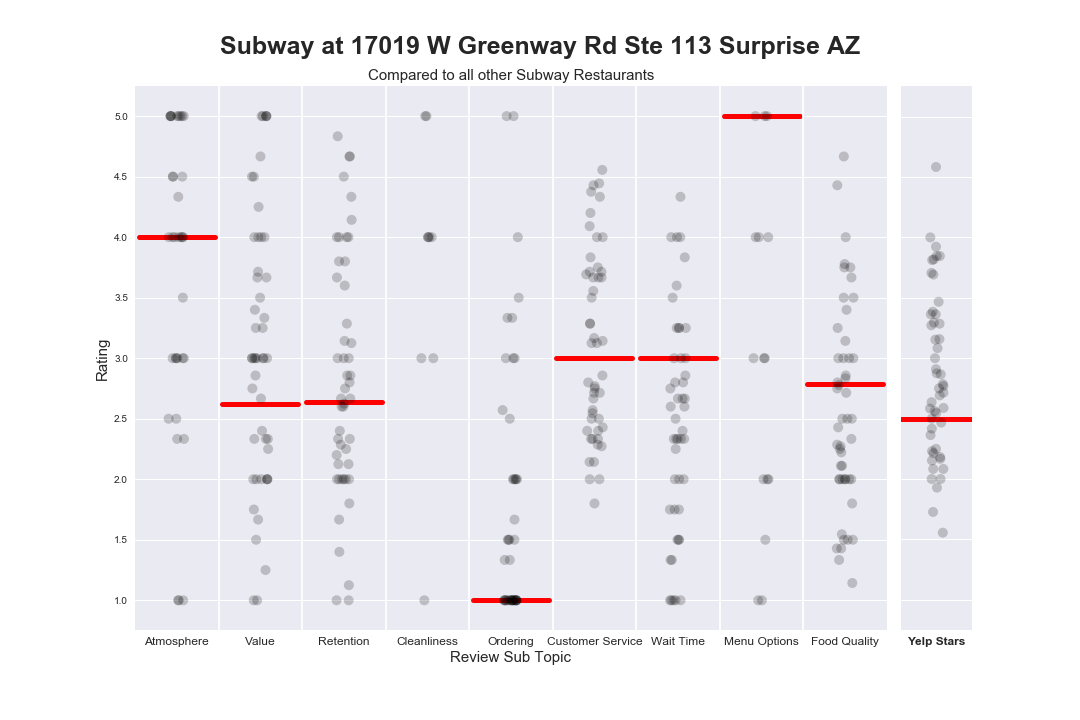 Subway at 17019 W Greenway Rd Ste 113 Surprise AZ
Compared to all other Subway Restaurants
Rating
5.0
4.5
4.0
3.5
3.0
2.5
2.0
1.5
1.0
Atmosphere Value Retention Cleanliness Ordering Customer Service Wait Time Menu Options Food Quality Yelp Stars
Review Sub Topic